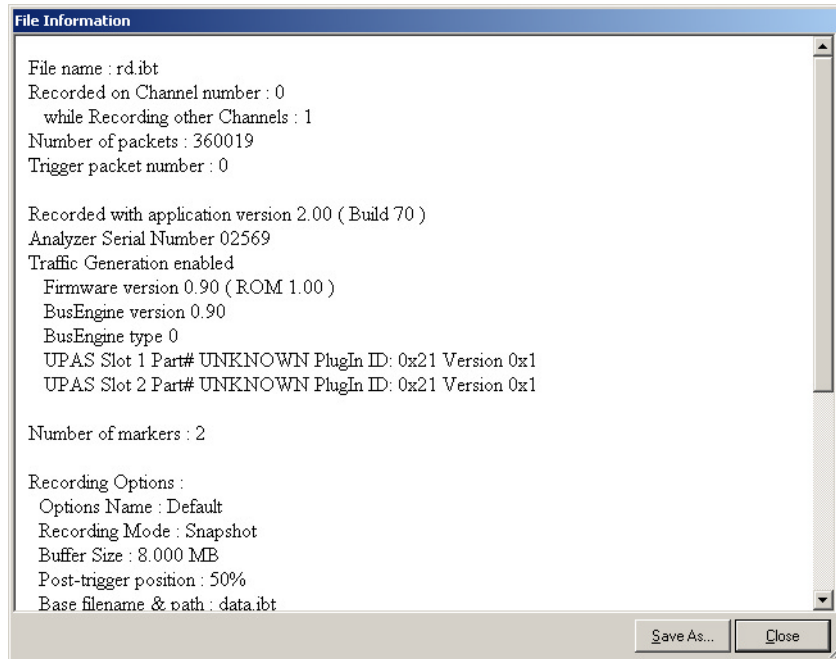 File Information
File name : rd.ibt
Recorded on Channel number : 0
while Recording other Channels : 1
Number of packets : 360019
Trigger packet number : 0
Recorded with application version 2.00 ( Build 70 )
Analyzer Serial Number 02569
Traffic Generation enabled
Firmware version 0.90 ( ROM 1.00 )
BusEngine version 0.90
BusEngine type 0
UPAS Slot 1 Part# UNKNOWN PlugIn ID: 0x21 Version 0x1
UPAS Slot 2 Part# UNKNOWN PlugIn ID: 0x21 Version 0x1
Number of markers : 2
Recording Options :
Options Name : Default
Recording Mode : Snapshot
Buffer Size : 8.000 MB
Post-trigger position : 50%
Base filename & path : data.ibt
Save As... Close